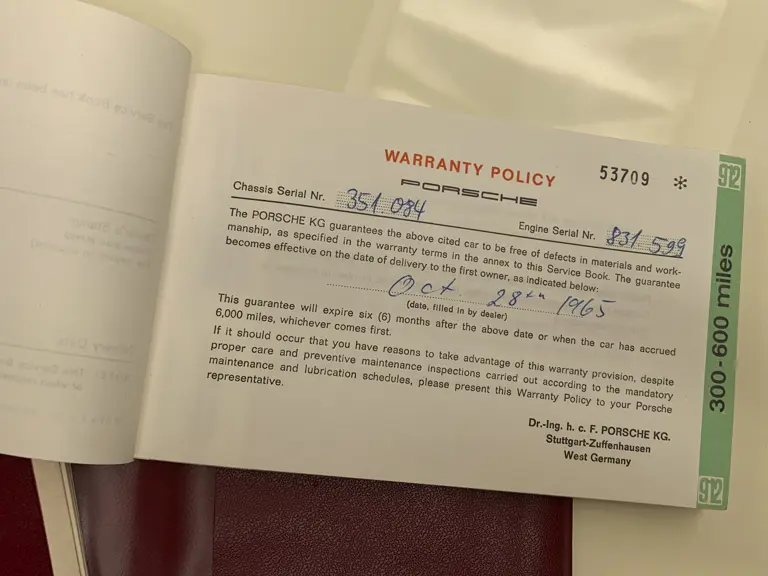 WARRANTY POLICY
53709 *
PORSCHE
Chassis Serial Nr. 351 084
Engine Serial Nr. 831 599
The PORSCHE KG guarantees the above cited car to be free of defects in materials and work-
manship, as specified in the warranty terms in the annex to this Service Book. The guarantee
becomes effective on the date of delivery to the first owner, as indicated below:
Oct 28th 1965
(date, filled in by dealer)
This guarantee will expire six (6) months after the above date or when the car has accrued
6,000 miles, whichever comes first.
If it should occur that you have reasons to take advantage of this warranty provision, despite
proper care and preventive maintenance inspections carried out according to the mandatory
maintenance and lubrication schedules, please present this Warranty Policy to your Porsche
representative.
Dr.-Ing. h. c. F. PORSCHE KG.
Stuttgart-Zuffenhausen
West Germany
912
300-600 miles
912